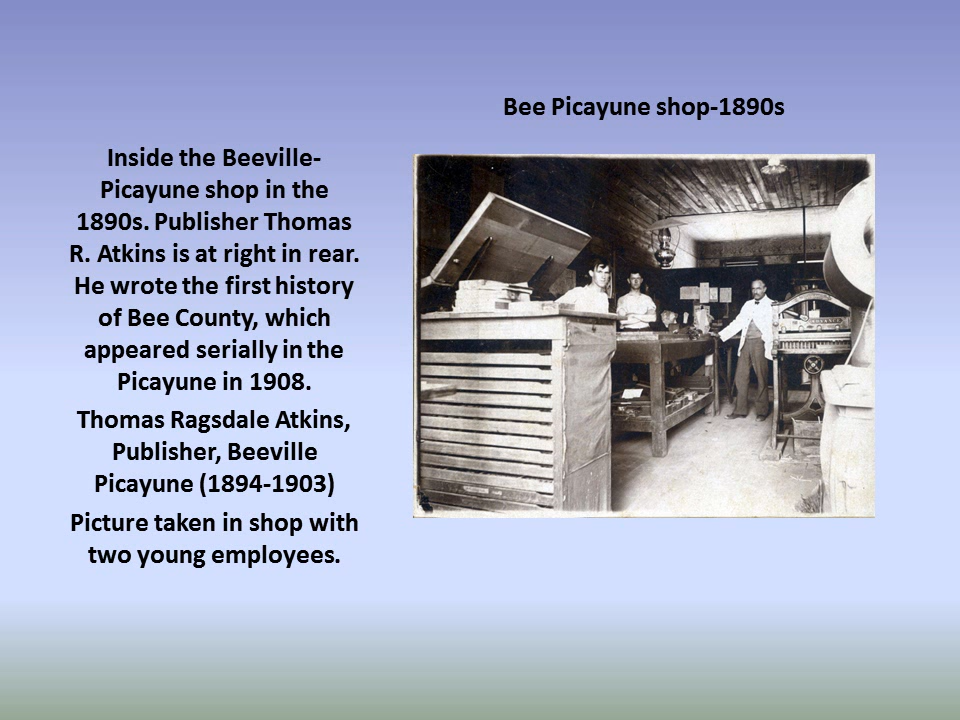 Bee Picayune shop-1890s
Inside the Beeville-
Picayune shop in the
1890s. Publisher Thomas
R. Atkins is at right in rear.
He wrote the first history
of Bee County, which
appeared serially in the
Picayune in 1908.
Thomas Ragsdale Atkins,
Publisher, Beeville
Picayune (1894-1903)
Picture taken in shop with
two young employees.